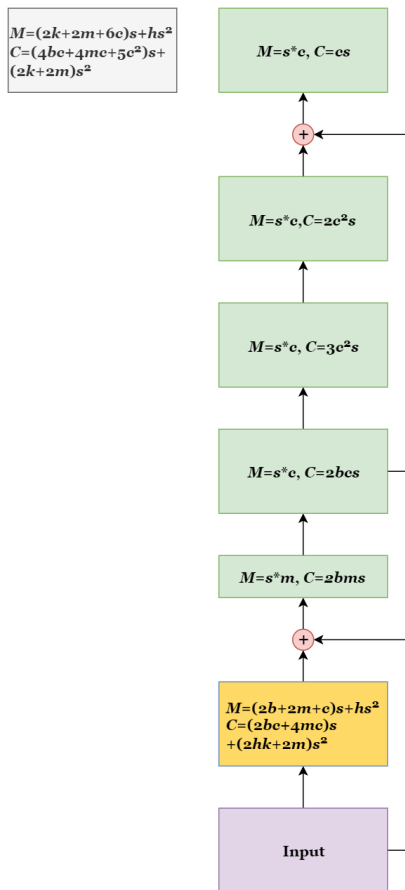 M=(2k+2m+6c)s+hs²
C=(4bc+4mc+5c²)s+
(2k+2m)s²
M=s*c, C=cs
+
M=s*c,C=2c²s
M=s*c, C=3c²s
M=s*c, C=2bcs
M=s*m, C=2bms
+
M=(2b+2m+c)s+hs²
C=(2bc+4mc)s
+(2hk+2m)s²
Input